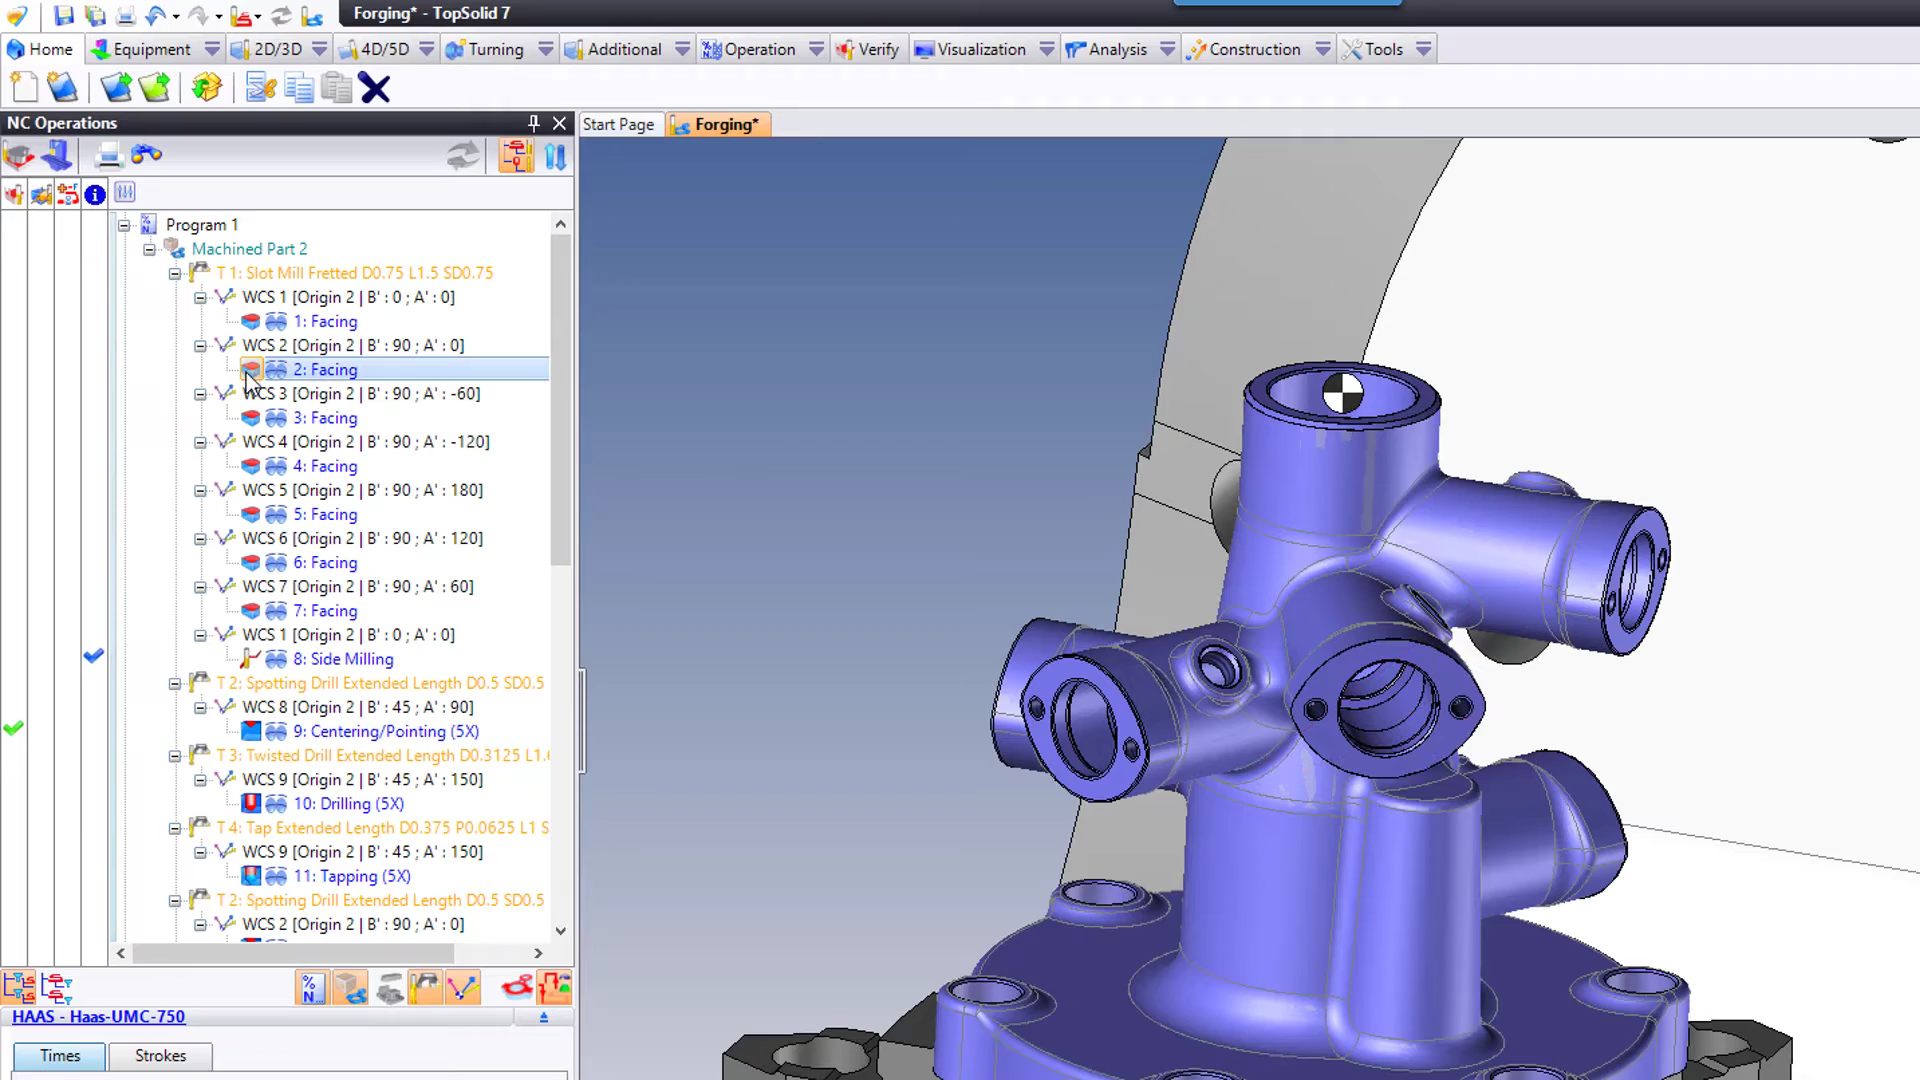 Forging* - TopSolid 7
Home Equipment 2D/3D 4D/5D Turning Additional Operation Verify Visualization Analysis Construction Tools
NC Operations
Start Page Forging*
Program 1
Machined Part 2
T 1: Slot Mill Fretted D0.75 L1.5 SD0.75
WCS 1 [Origin 2 | B' : 0 ; A' : 0]
1: Facing
WCS 2 [Origin 2 | B' : 90 ; A' : 0]
2: Facing
WCS 3 [Origin 2 | B' : 90 ; A' : -60]
3: Facing
WCS 4 [Origin 2 | B' : 90 ; A' : -120]
4: Facing
WCS 5 [Origin 2 | B' : 90 ; A' : 180]
5: Facing
WCS 6 [Origin 2 | B' : 90 ; A' : 120]
6: Facing
WCS 7 [Origin 2 | B' : 90 ; A' : 60]
7: Facing
WCS 1 [Origin 2 | B' : 0 ; A' : 0]
8: Side Milling
T 2: Spotting Drill Extended Length D0.5 SD0.5
WCS 8 [Origin 2 | B' : 45 ; A' : 90]
9: Centering/Pointing (5X)
T 3: Twisted Drill Extended Length D0.3125 L1.
WCS 9 [Origin 2 | B' : 45 ; A' : 150]
10: Drilling (5X)
T 4: Tap Extended Length D0.375 P0.0625 L1 S
WCS 9 [Origin 2 | B' : 45 ; A' : 150]
11: Tapping (5X)
T 2: Spotting Drill Extended Length D0.5 SD0.5
WCS 2 [Origin 2 | B' : 90 ; A' : 0]
HAAS - Haas-UMC-750
Times Strokes